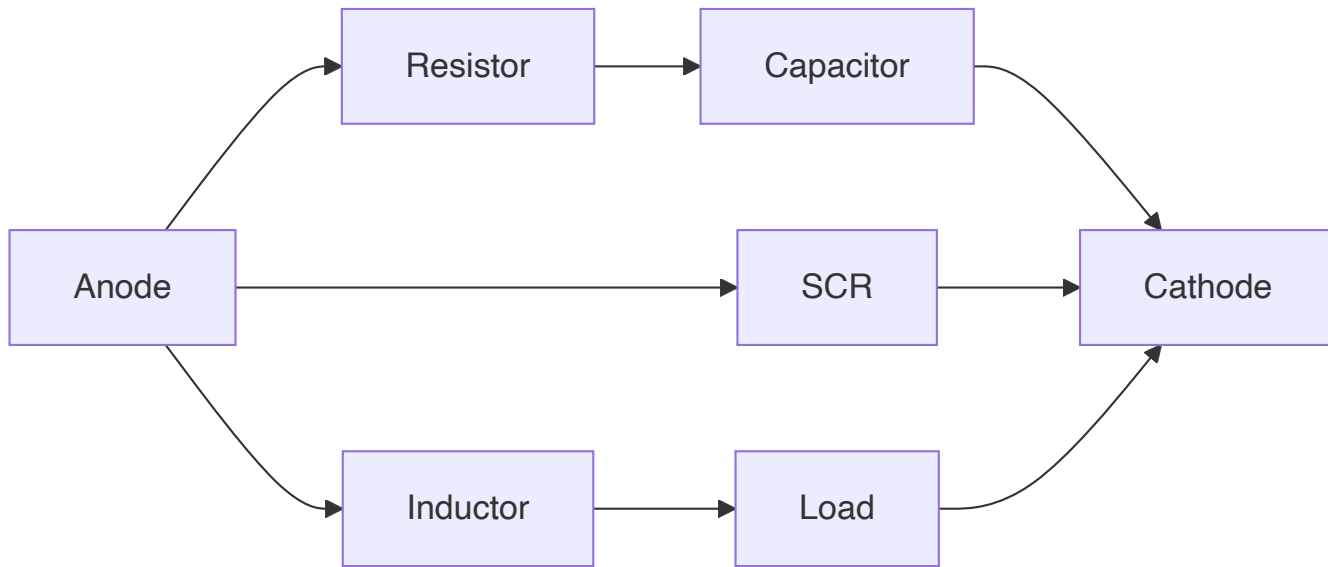 Resistor
Capacitor
Anode
SCR
Cathode
Inductor
Load